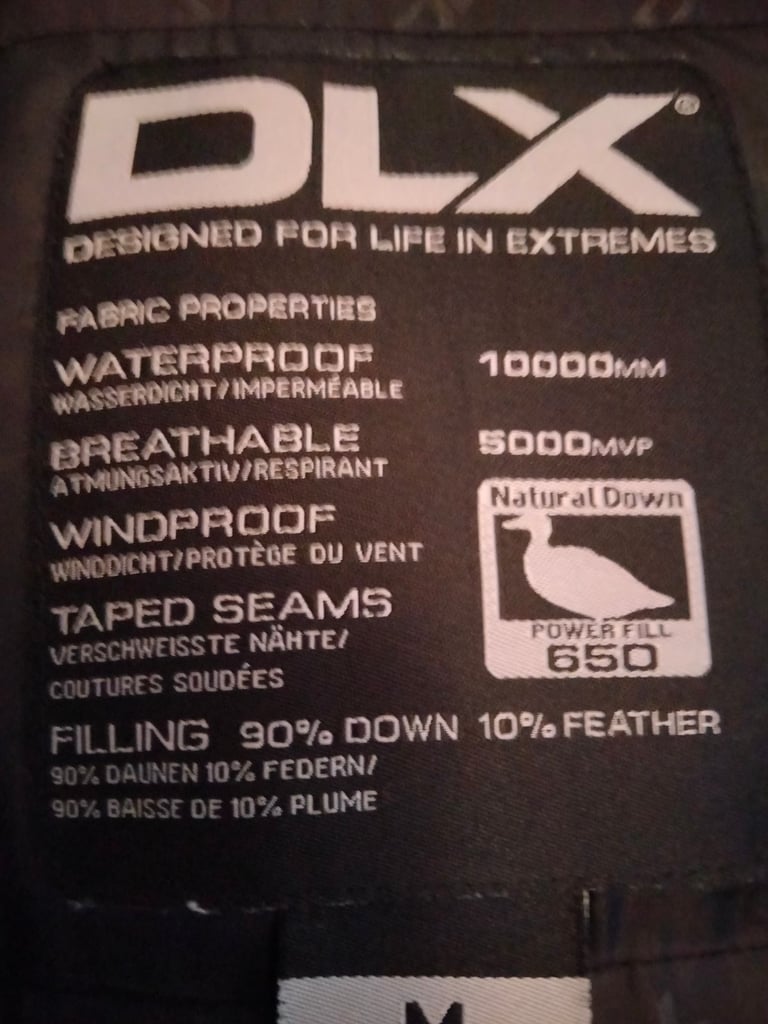 DLX®
DESIGNED FOR LIFE IN EXTREMES
FABRIC PROPERTIES
WATERPROOF 10000MM
WASSERDICHT/IMPERMÉABLE
BREATHABLE 5000MVP
ATMUNGSAKTIV/RESPIRANT
WINDPROOF
WINDDICHT/PROTÈGE DU VENT
TAPED SEAMS
VERSCHWEISSTE NÄHTE/
COUTURES SOUDÉES
Natural Down
POWER FILL
650
FILLING 90% DOWN 10% FEATHER
90% DAUNEN 10% FEDERN/
90% BAISSE DE 10% PLUME
M